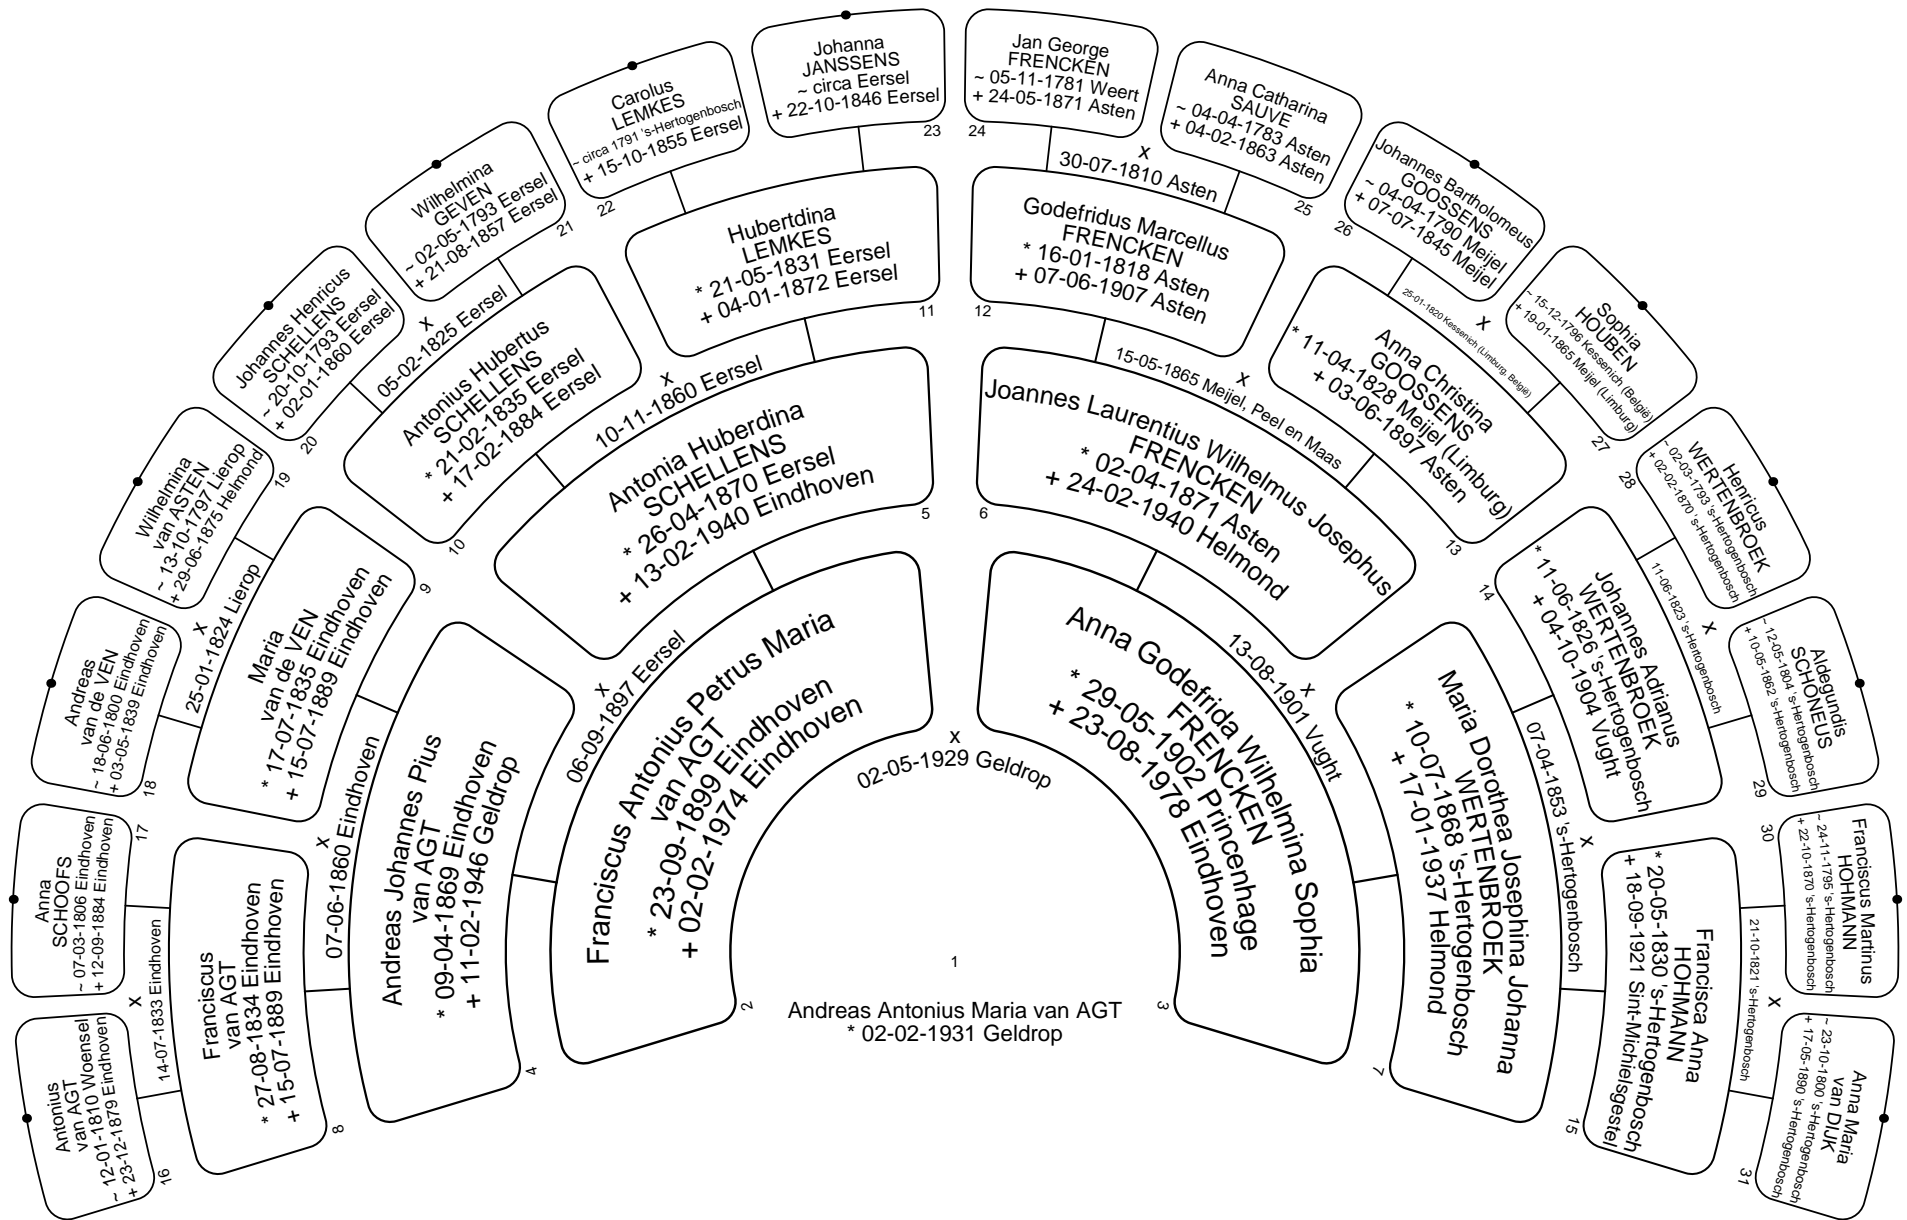 1
Andreas Antonius Maria van AGT
* 02-02-1931 Geldrop
2
Franciscus Antonius Petrus Maria
van AGT
* 23-09-1899 Eindhoven
+ 02-02-1974 Eindhoven
x
02-05-1929 Geldrop
3
Anna Godefrida Wilhelmina Sophia
FRENCKEN
* 29-05-1902 Princenhage
+ 23-08-1978 Eindhoven
4
Andreas Johannes Pius
van AGT
* 09-04-1869 Eindhoven
+ 11-02-1946 Geldrop
x
06-09-1897 Eersel
5
Antonia Huberdina
SCHELLENS
* 26-04-1870 Eersel
+ 13-02-1940 Eindhoven
6
Joannes Laurentius Wilhelmus Josephus
FRENCKEN
* 02-04-1871 Asten
+ 24-02-1940 Helmond
x
13-08-1901 Vught
7
Maria Dorothea Josephina Johanna
WERTENBROEK
* 10-07-1868 's-Hertogenbosch
+ 17-01-1937 Helmond
8
Franciscus
van AGT
* 27-08-1834 Eindhoven
+ 15-07-1889 Eindhoven
x
07-06-1860 Eindhoven
9
Maria
van de VEN
* 17-07-1835 Eindhoven
+ 15-07-1889 Eindhoven
10
Antonius Hubertus
SCHELLENS
* 21-02-1835 Eersel
+ 17-02-1884 Eersel
x
10-11-1860 Eersel
11
Hubertdina
LEMKES
* 21-05-1831 Eersel
+ 04-01-1872 Eersel
12
Godefridus Marcellus
FRENCKEN
* 16-01-1818 Asten
+ 07-06-1907 Asten
x
15-05-1865 Meijel, Peel en Maas
13
Anna Christina
GOOSSENS
* 11-04-1828 Meijel (Limburg)
+ 03-06-1897 Asten
14
Johannes Adrianus
WERTENBROEK
* 11-06-1826 's-Hertogenbosch
+ 04-10-1904 Vught
x
07-04-1853 's-Hertogenbosch
15
Francisca Anna
HOHMANN
* 20-05-1830 's-Hertogenbosch
+ 18-09-1921 Sint-Michielsgestel
16
Antonius
van AGT
~ 12-01-1810 Woensel
+ 23-12-1879 Eindhoven
x
14-07-1833 Eindhoven
17
Anna
SCHOOFS
~ 07-03-1806 Eindhoven
+ 12-09-1884 Eindhoven
18
Andreas
van de VEN
~ 18-06-1800 Eindhoven
+ 03-05-1839 Eindhoven
x
25-01-1824 Lierop
19
Wilhelmina
van ASTEN
~ 13-10-1797 Lierop
+ 29-06-1875 Helmond
20
Johannes Henricus
SCHELLENS
~ 20-10-1793 Eersel
+ 02-01-1860 Eersel
x
05-02-1825 Eersel
21
Wilhelmina
GEVEN
~ 02-05-1793 Eersel
+ 21-08-1857 Eersel
22
Carolus
LEMKES
~ circa 1791 's-Hertogenbosch
+ 15-10-1855 Eersel
23
Johanna
JANSSENS
~ circa Eersel
+ 22-10-1846 Eersel
24
Jan George
FRENCKEN
~ 05-11-1781 Weert
+ 24-05-1871 Asten
x
30-07-1810 Asten
25
Anna Catharina
SAUVE
~ 04-04-1783 Asten
+ 04-02-1863 Asten
26
Johannes Bartholomeus
GOOSSENS
~ 04-04-1790 Meijel
+ 07-07-1845 Meijel
x
25-01-1820 Kessenich (Limburg, België)
27
Sophia
HOUBEN
~ 15-12-1796 Kessenich (België)
+ 19-01-1865 Meijel (Limburg)
28
Henricus
WERTENBROEK
~ 02-03-1793 's-Hertogenbosch
+ 02-02-1870 's-Hertogenbosch
x
11-06-1823 's-Hertogenbosch
29
Aldegundis
SCHONEUS
~ 12-05-1804 's-Hertogenbosch
+ 10-05-1862 's-Hertogenbosch
30
Franciscus Martinus
HOHMANN
~ 24-11-1795 's-Hertogenbosch
+ 22-10-1870 's-Hertogenbosch
x
21-10-1821 's-Hertogenbosch
31
Anna Maria
van DIJK
~ 23-10-1800 's-Hertogenbosch
+ 17-05-1890 's-Hertogenbosch